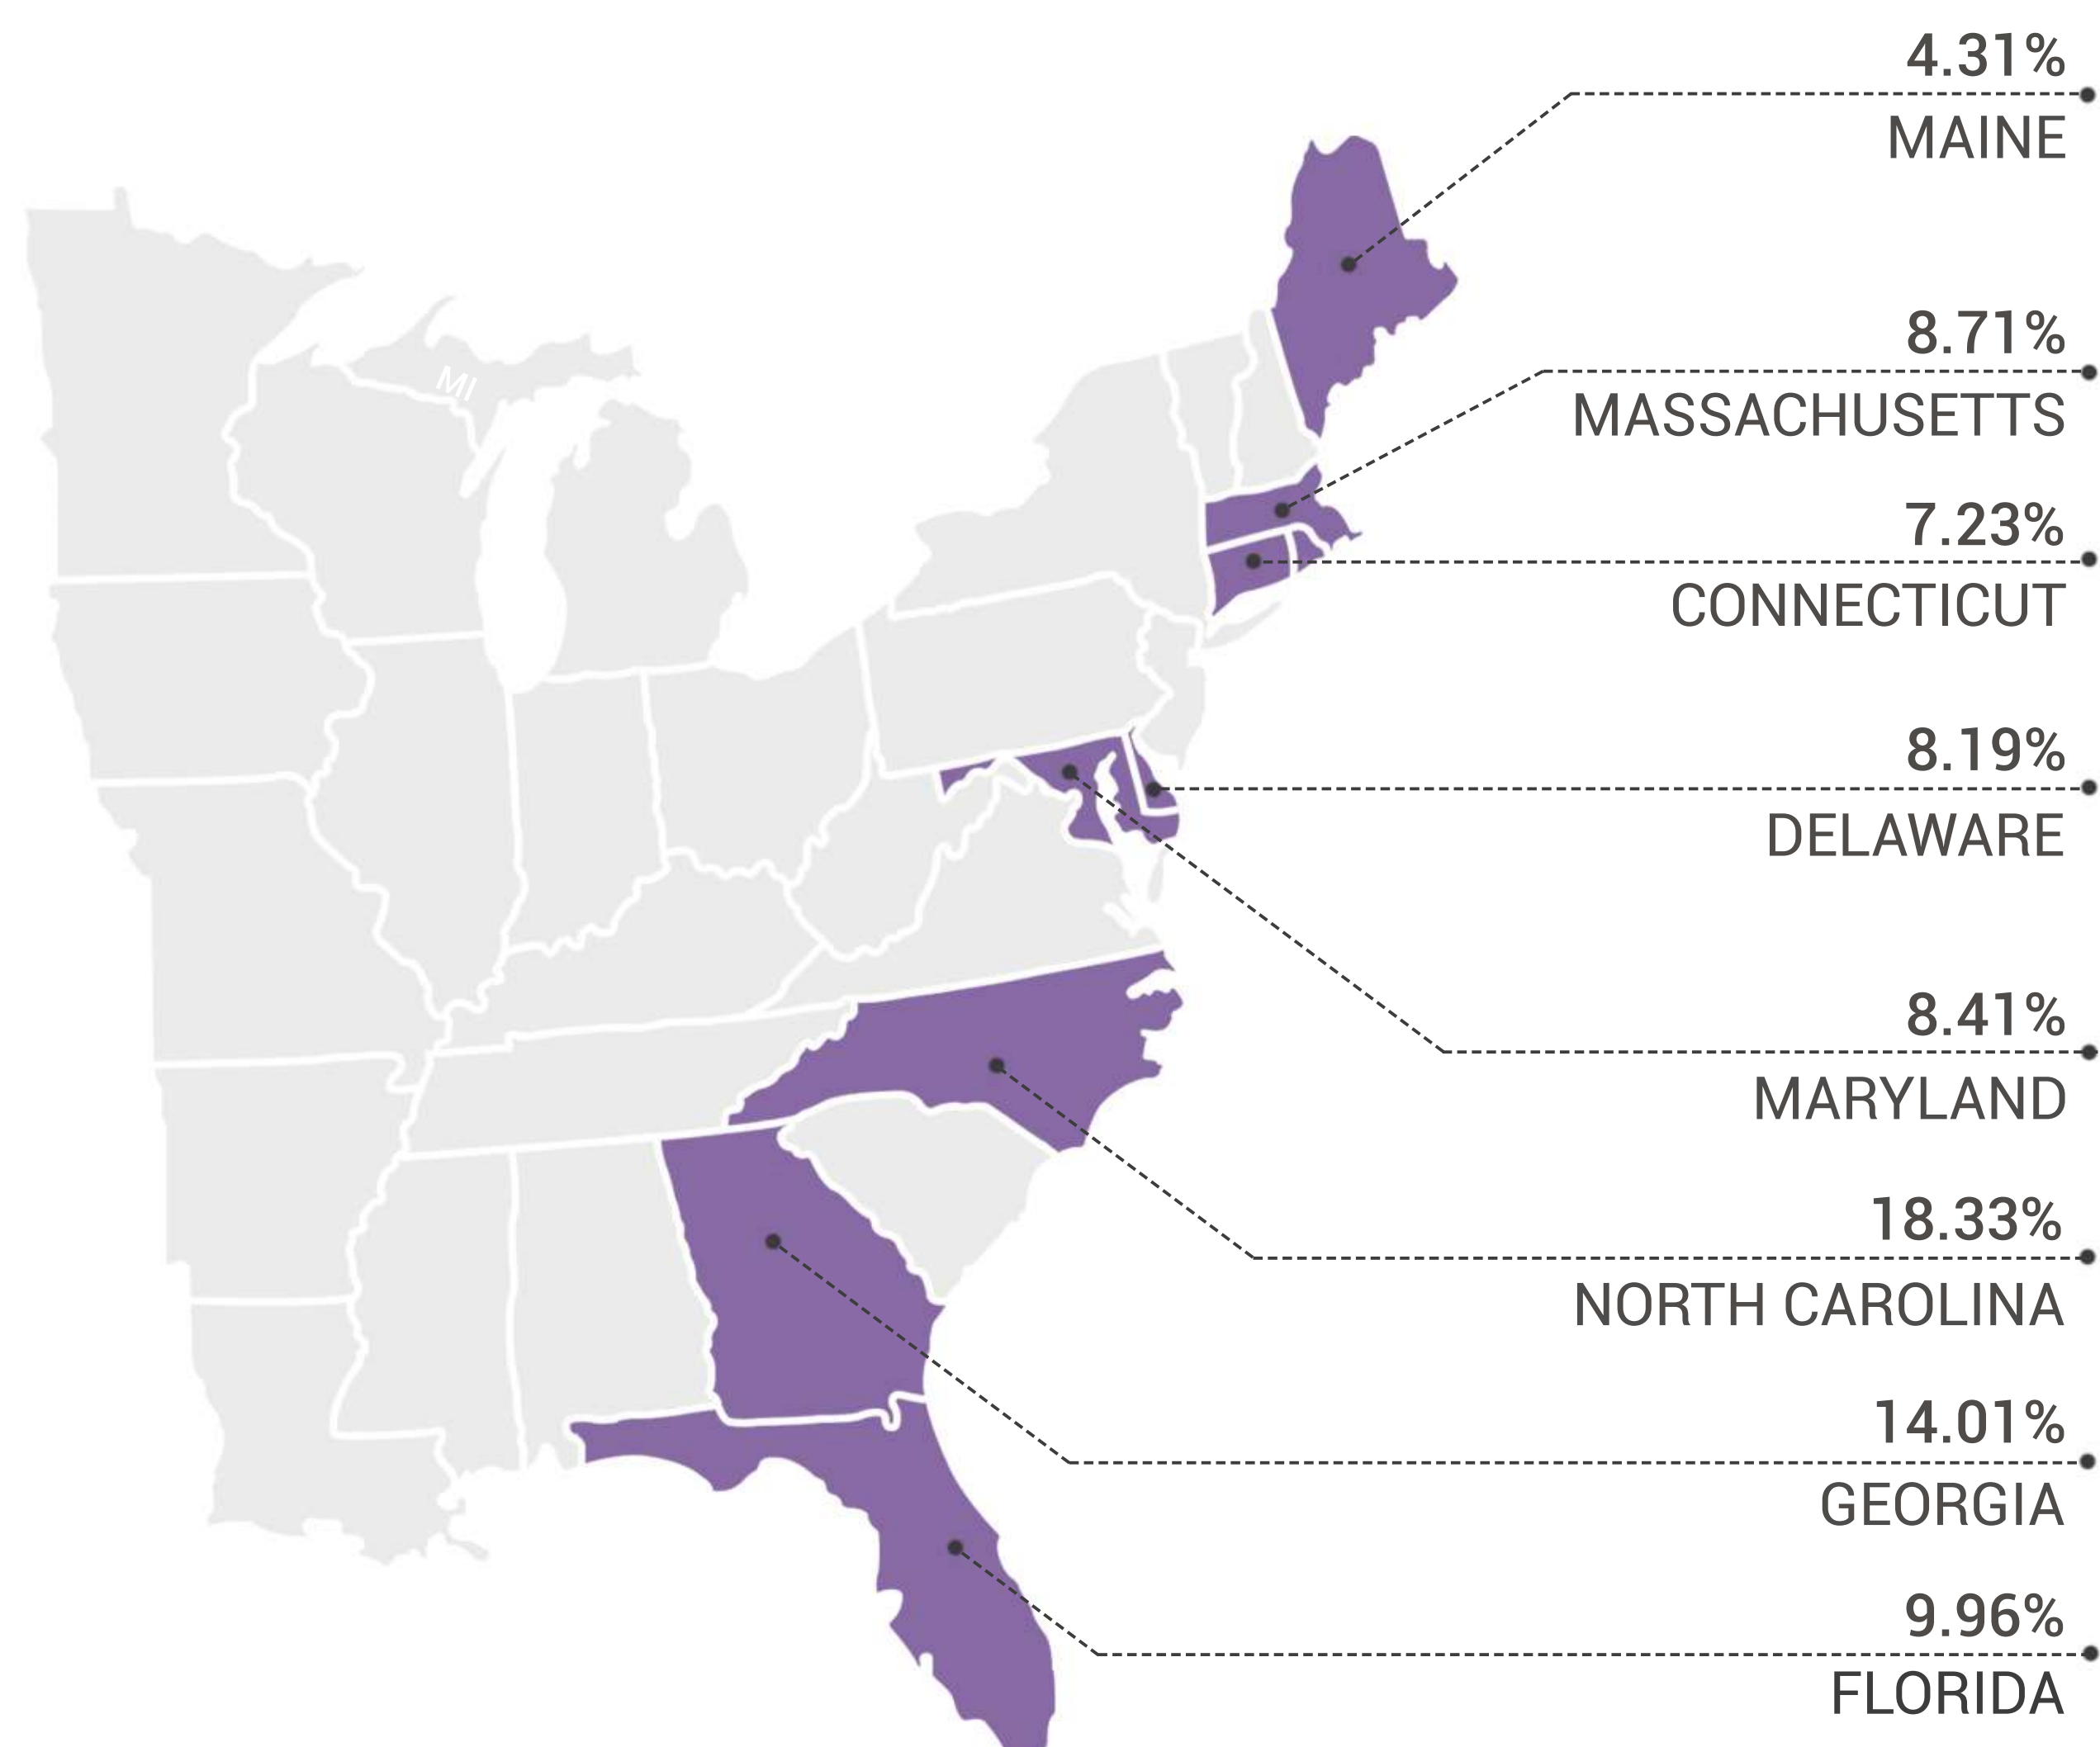 4.31%
MAINE
MI
8.71%
MASSACHUSETTS
7.23%
CONNECTICUT
8.19%
DELAWARE
8.41%
MARYLAND
18.33%
NORTH CAROLINA
14.01%
GEORGIA
9.96%
FLORIDA